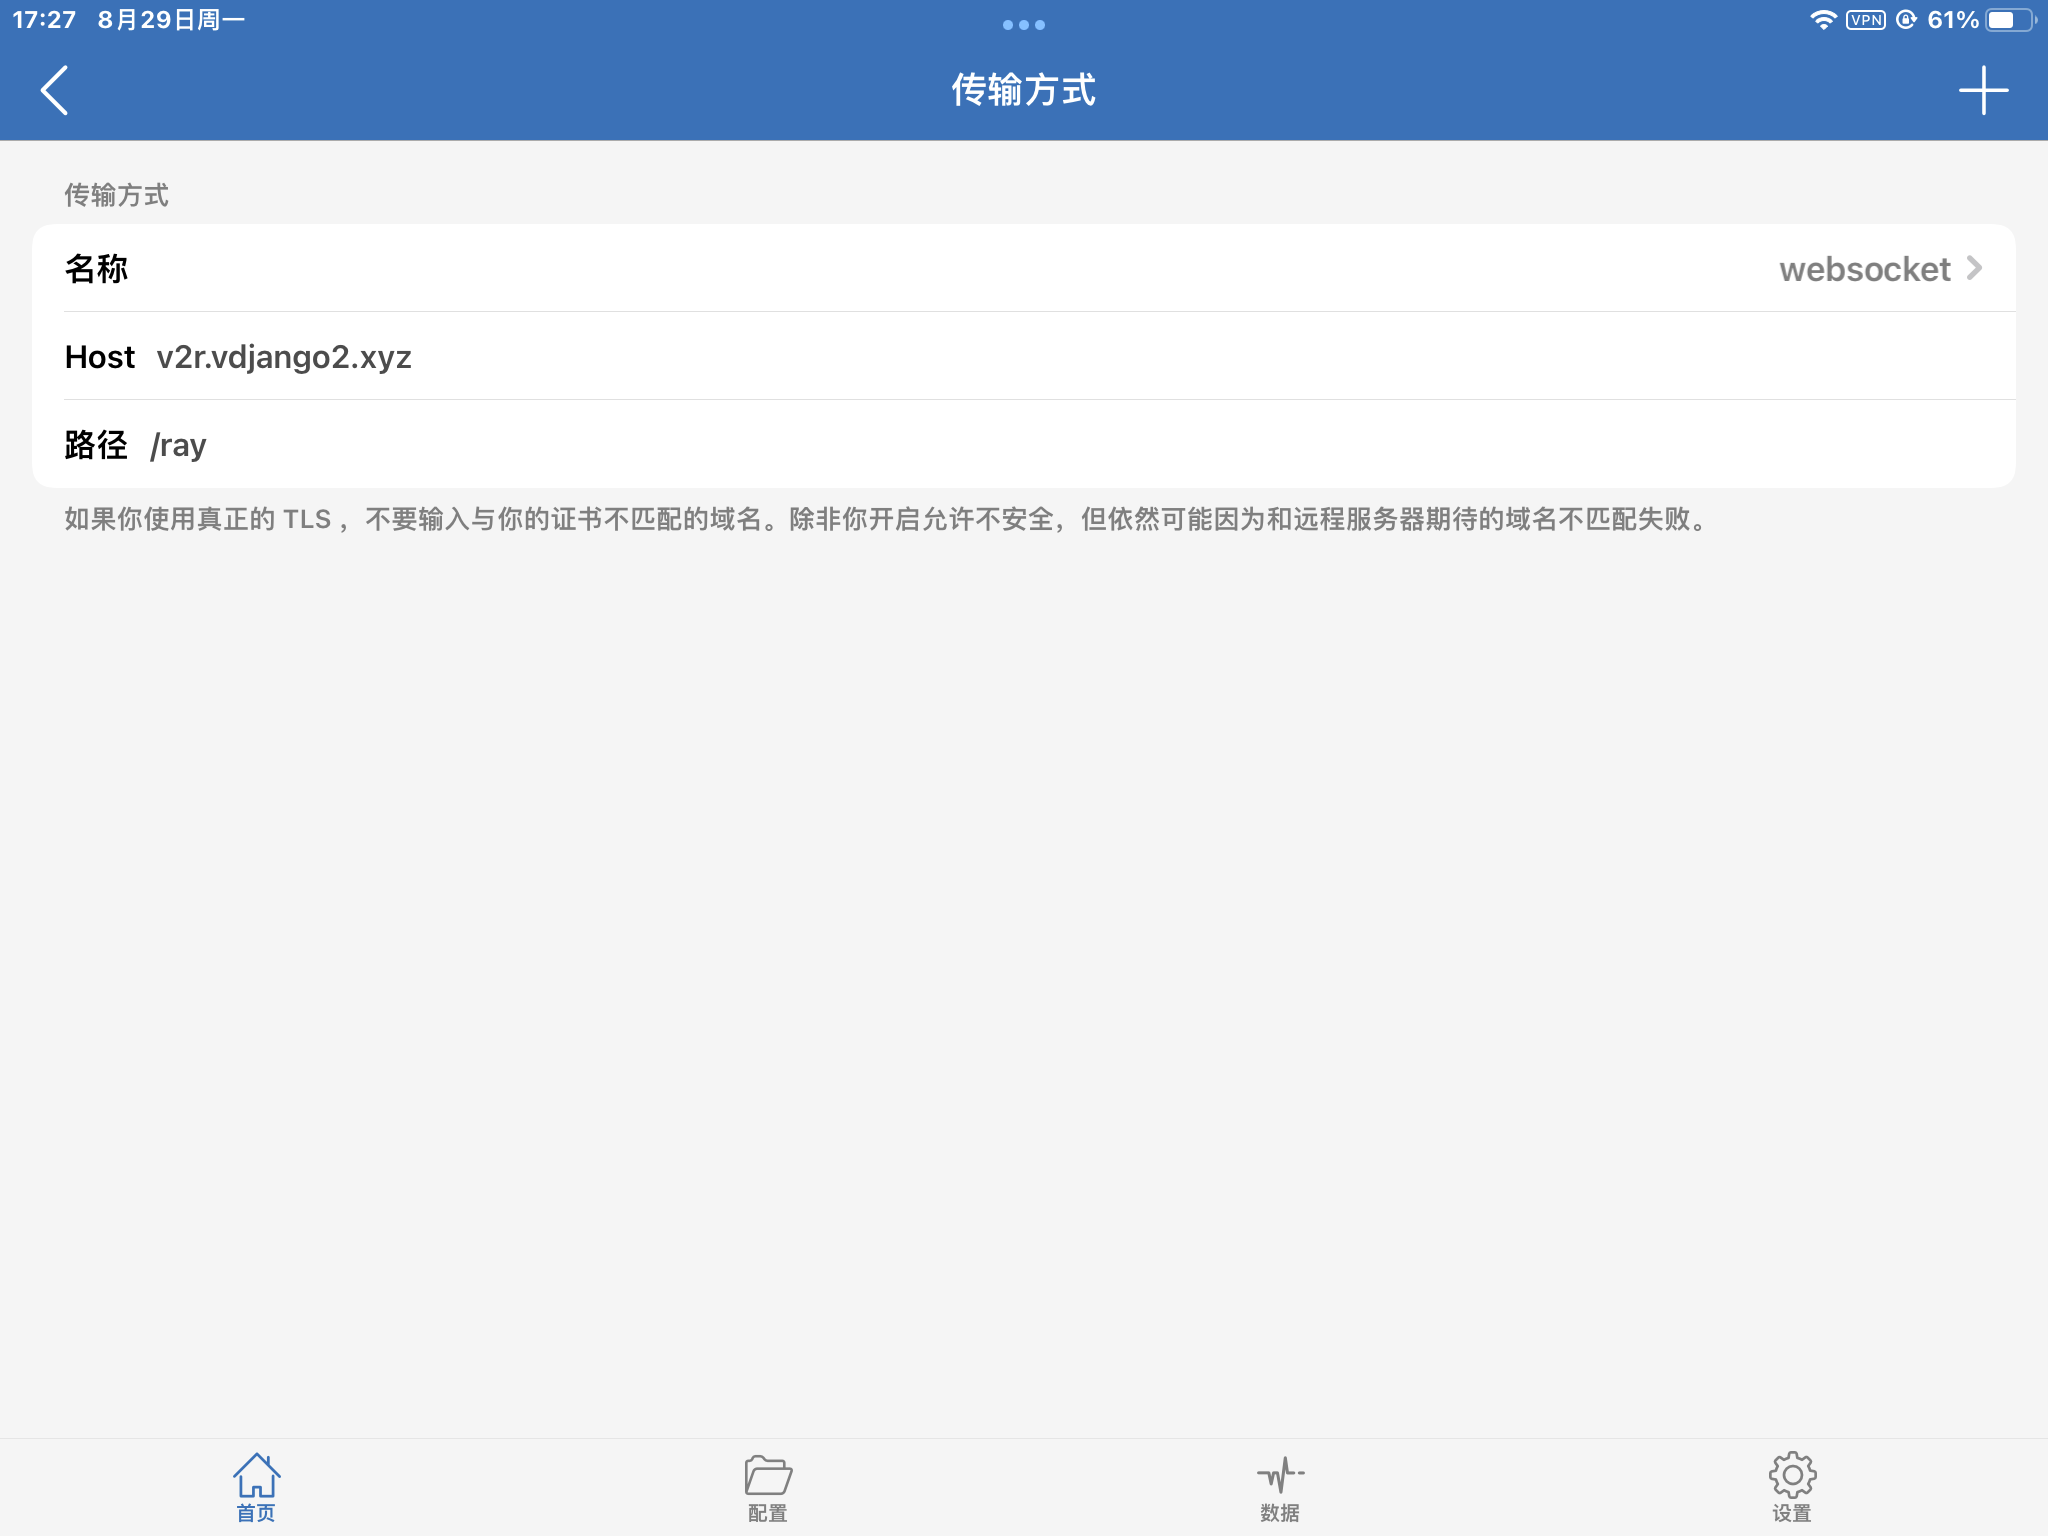 17:27 8月29日周一
VPN 61%
传输方式
传输方式
名称 websocket
Host v2r.vdjango2.xyz
路径 /ray
如果你使用真正的 TLS ，不要输入与你的证书不匹配的域名。除非你开启允许不安全，但依然可能因为和远程服务器期待的域名不匹配失败。
首页 配置 数据 设置